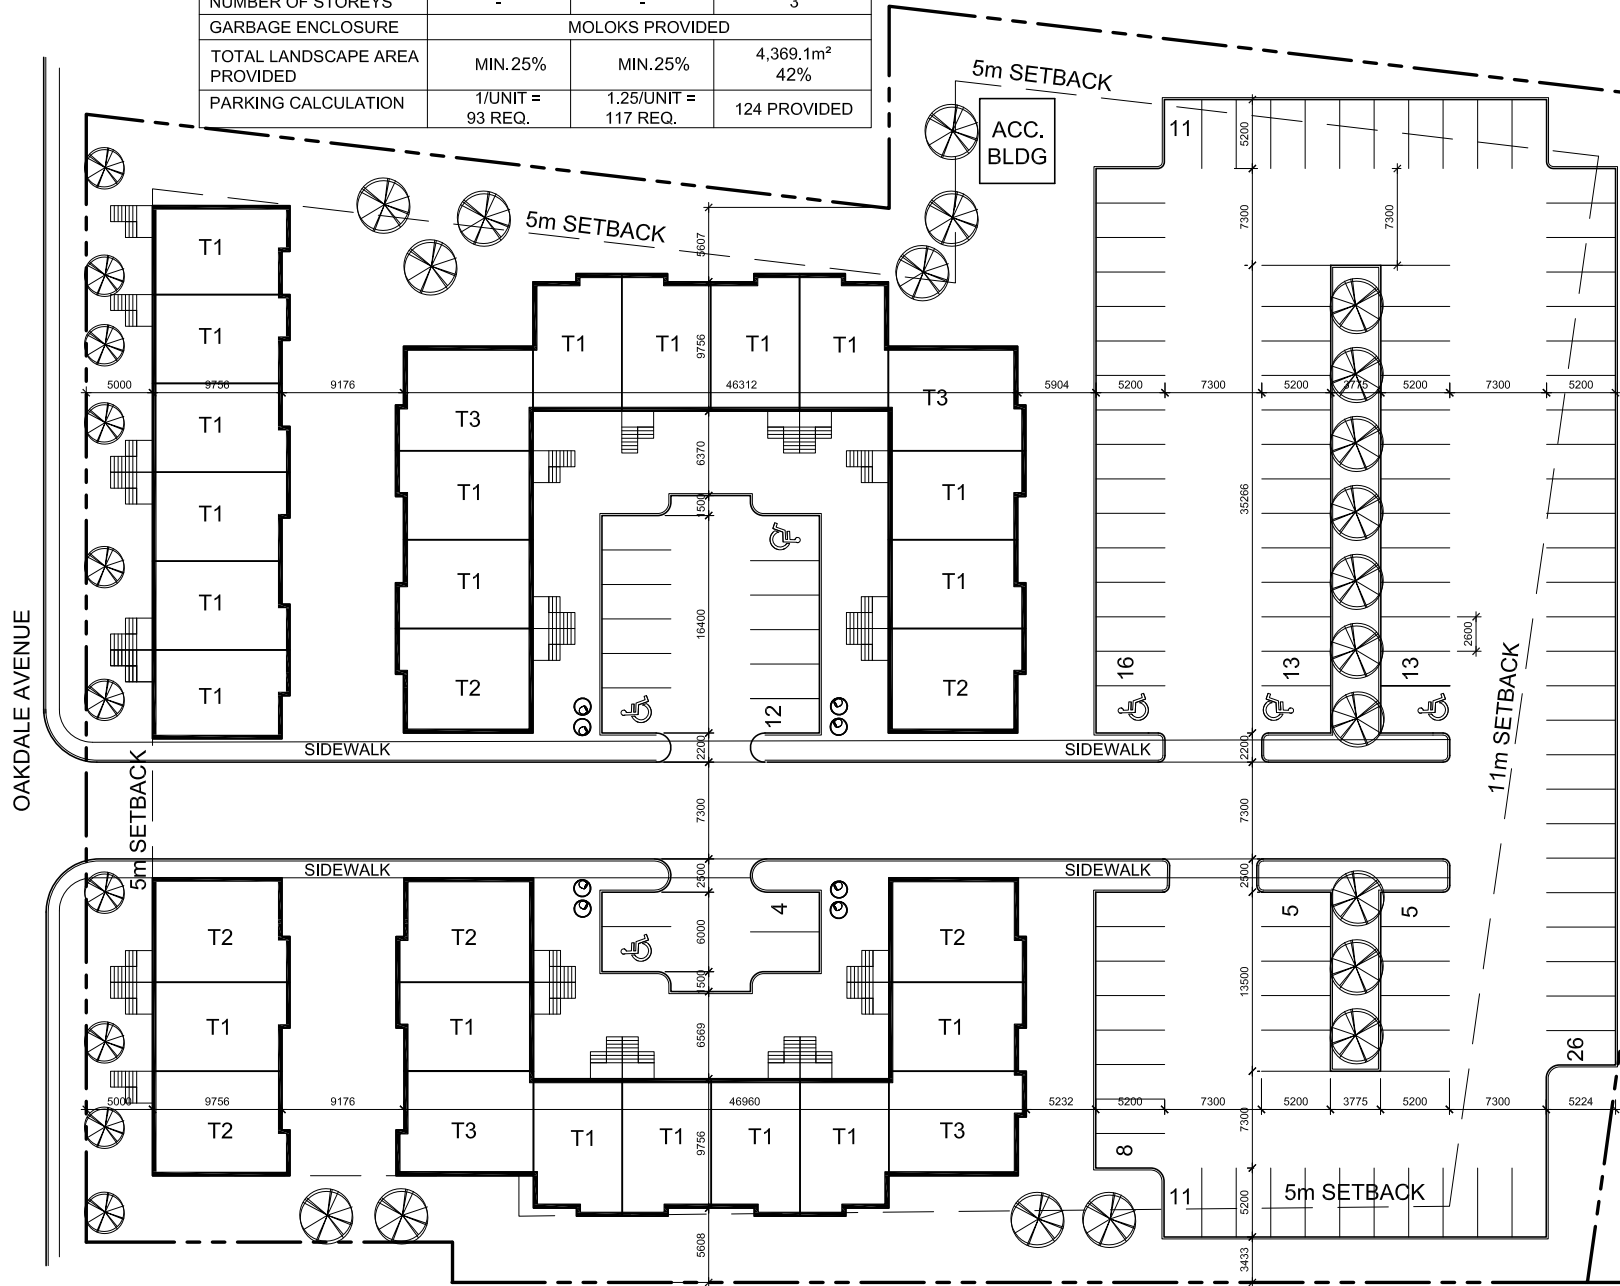 NUMBER OF STOREYS - - 3
GARBAGE ENCLOSURE MOLOKS PROVIDED
TOTAL LANDSCAPE AREA PROVIDED MIN.25% MIN.25% 4,369.1m² 42%
PARKING CALCULATION 1/UNIT = 93 REQ. 1.25/UNIT = 117 REQ. 124 PROVIDED
5m SETBACK
ACC.
BLDG
11
5200
7300
7300
5m SETBACK
5607
T1
T1
T1
T1
T1
T1
9756
5000 9756 9176 46312 5904 5200 7300 5200 3775 5200 7300 5200
T3
T3
T1
T1
T1
T1
T1
T1
T1
T1
T2
T2
6370
1500
16400
12
35266
2600
16
13
13
11m SETBACK
OAKDALE AVENUE
SIDEWALK
SIDEWALK
2200
2200
7300
7300
5m SETBACK
SIDEWALK
SIDEWALK
2500
2500
4
5
5
T2
T2
T2
6000
1500
T1
T1
T1
13500
6569
26
5000 9756 9176 46960 5232 5200 7300 5200 3775 5200 7300 5224
T2
T3
T1
T1
T1
T1
T3
9756
7300
8
11
5m SETBACK
5200
5608
3433